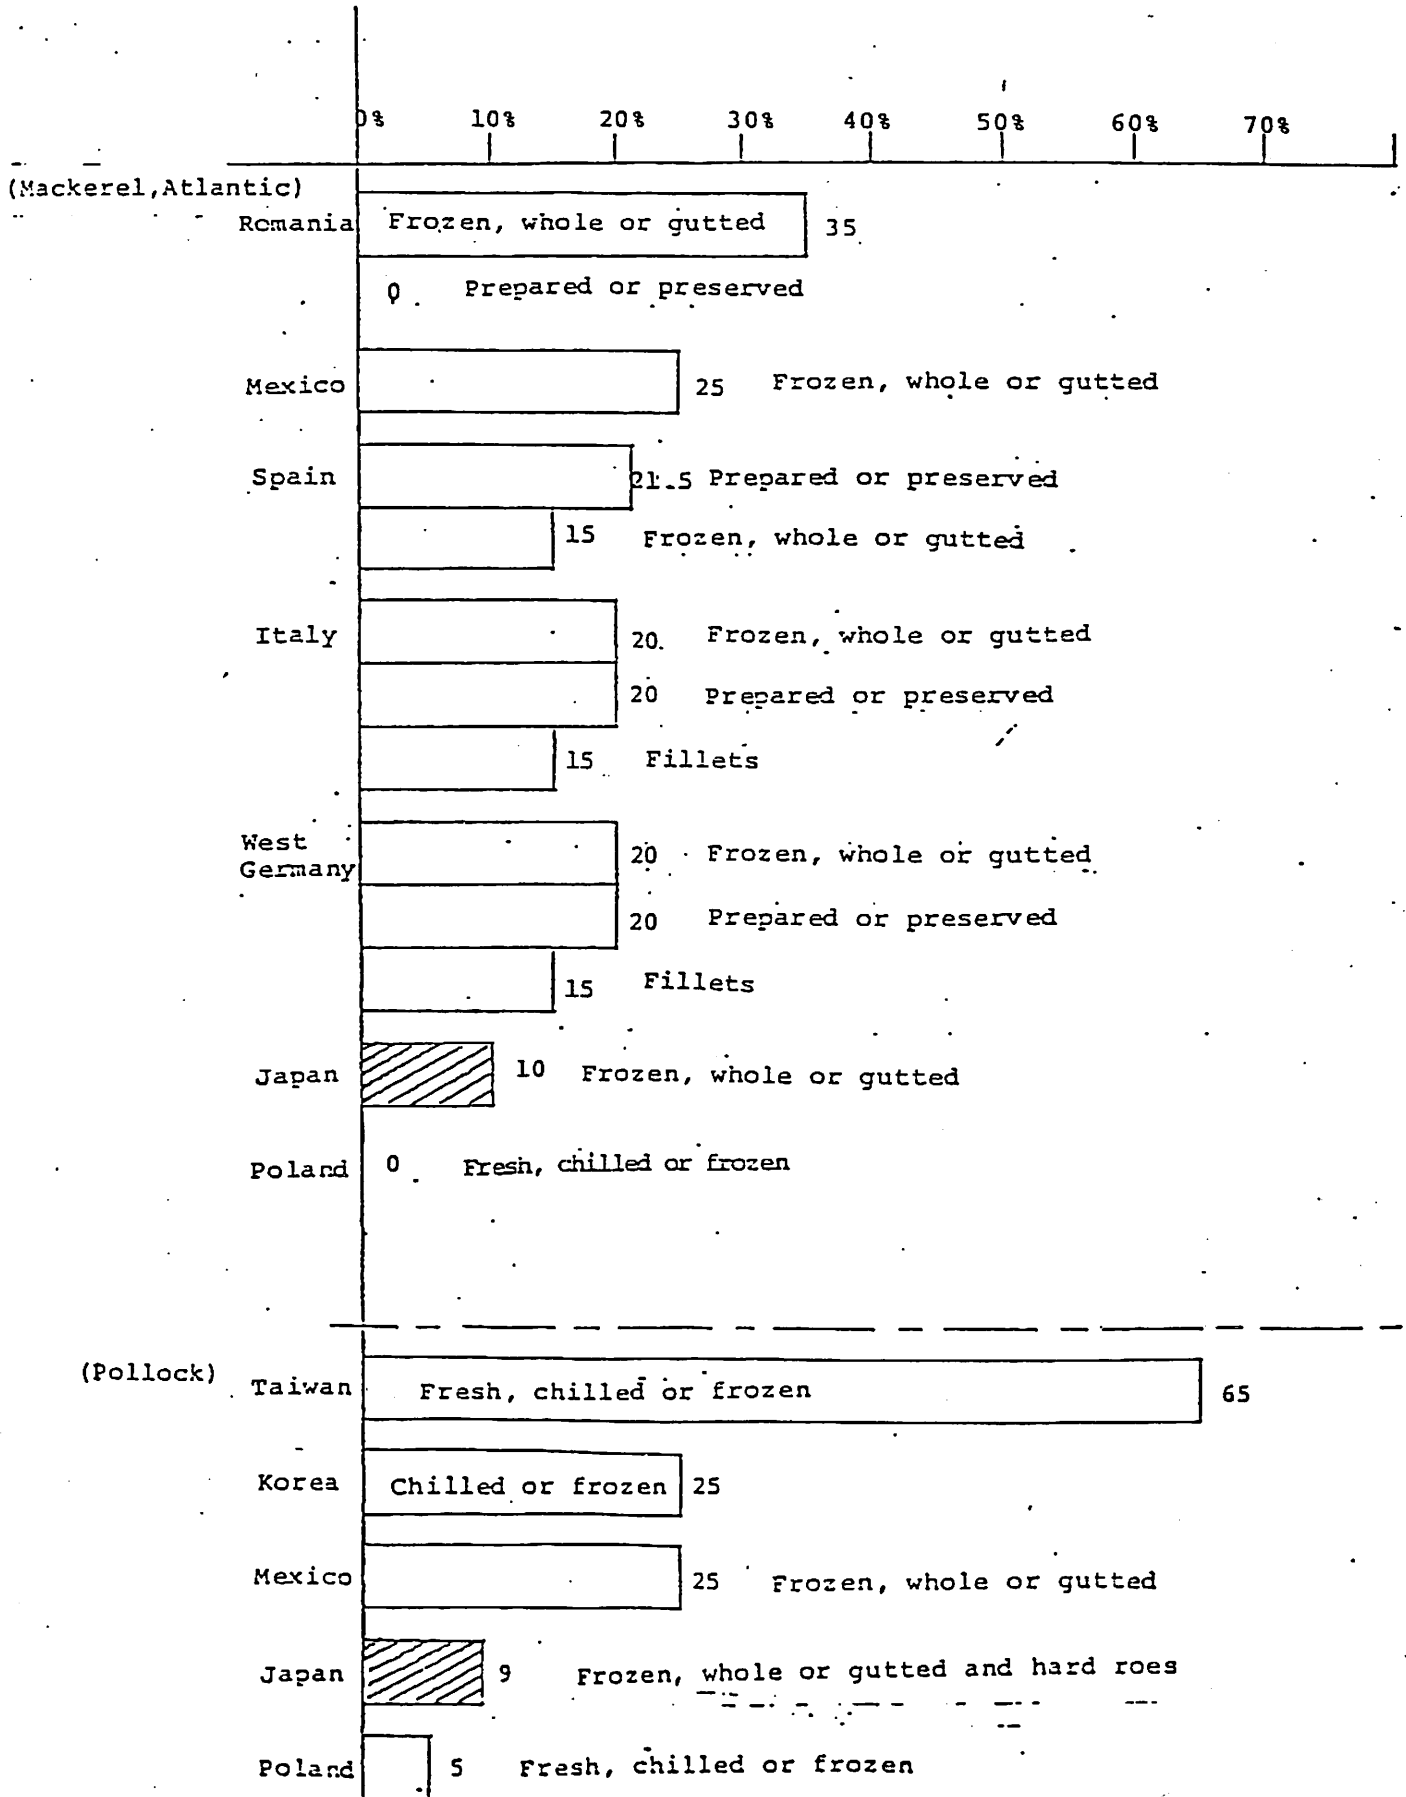 0% 10% 20% 30% 40% 50% 60% 70%
(Mackerel,Atlantic)
Romania Frozen, whole or gutted 35
0 Prepared or preserved
Mexico 25 Frozen, whole or gutted
Spain 21.5 Prepared or preserved
15 Frozen, whole or gutted
Italy 20 Frozen, whole or gutted
20 Prepared or preserved
15 Fillets
West
Germany 20 Frozen, whole or gutted
20 Prepared or preserved
15 Fillets
Japan 10 Frozen, whole or gutted
Poland 0 Fresh, chilled or frozen
(Pollock)
Taiwan Fresh, chilled or frozen 65
Korea Chilled or frozen 25
Mexico 25 Frozen, whole or gutted
Japan 9 Frozen, whole or gutted and hard roes
Poland 5 Fresh, chilled or frozen